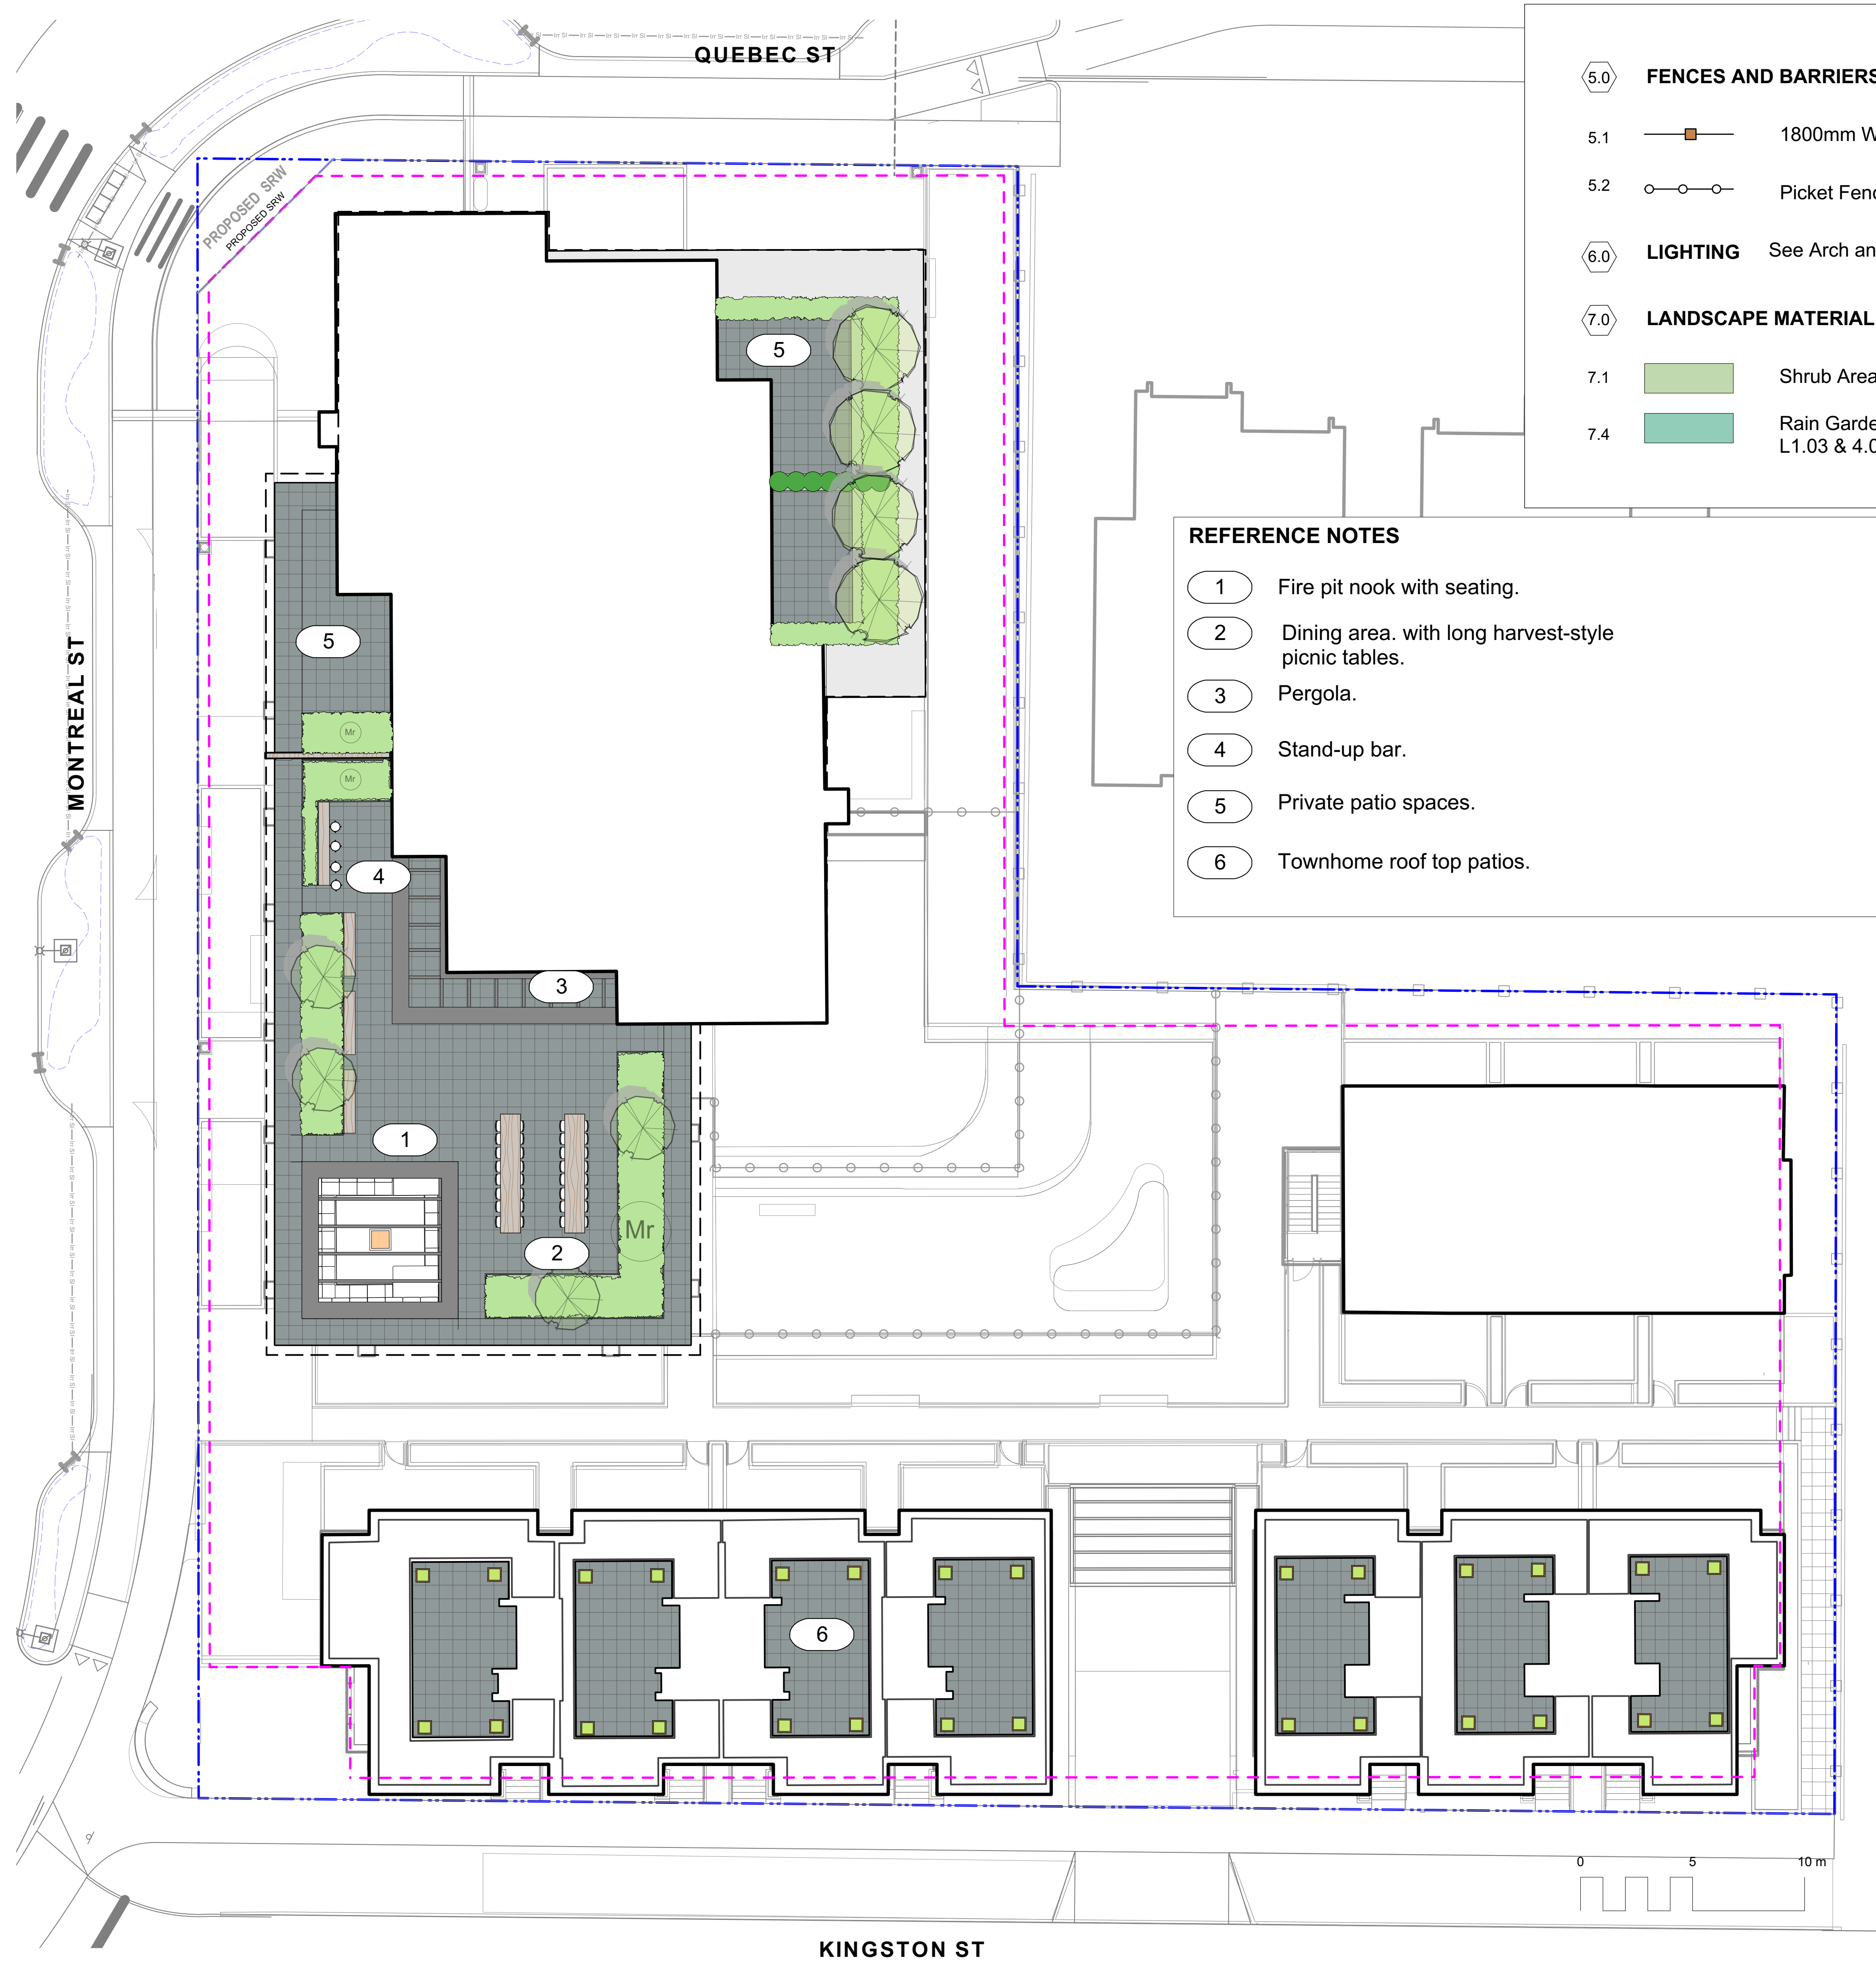 QUEBEC ST
PROPOSED SRW
PROPOSED SRW
MONTREAL ST
5
5
Mr
Mr
4
3
1
2
Mr
6
5.0 FENCES AND BARRIERS
5.1 1800mm W
5.2 Picket Fenc
6.0 LIGHTING See Arch an
7.0 LANDSCAPE MATERIAL
7.1 Shrub Area
7.4 Rain Garde
L1.03 & 4.0
REFERENCE NOTES
1 Fire pit nook with seating.
2 Dining area. with long harvest-style
picnic tables.
3 Pergola.
4 Stand-up bar.
5 Private patio spaces.
6 Townhome roof top patios.
0 5 10 m
KINGSTON ST